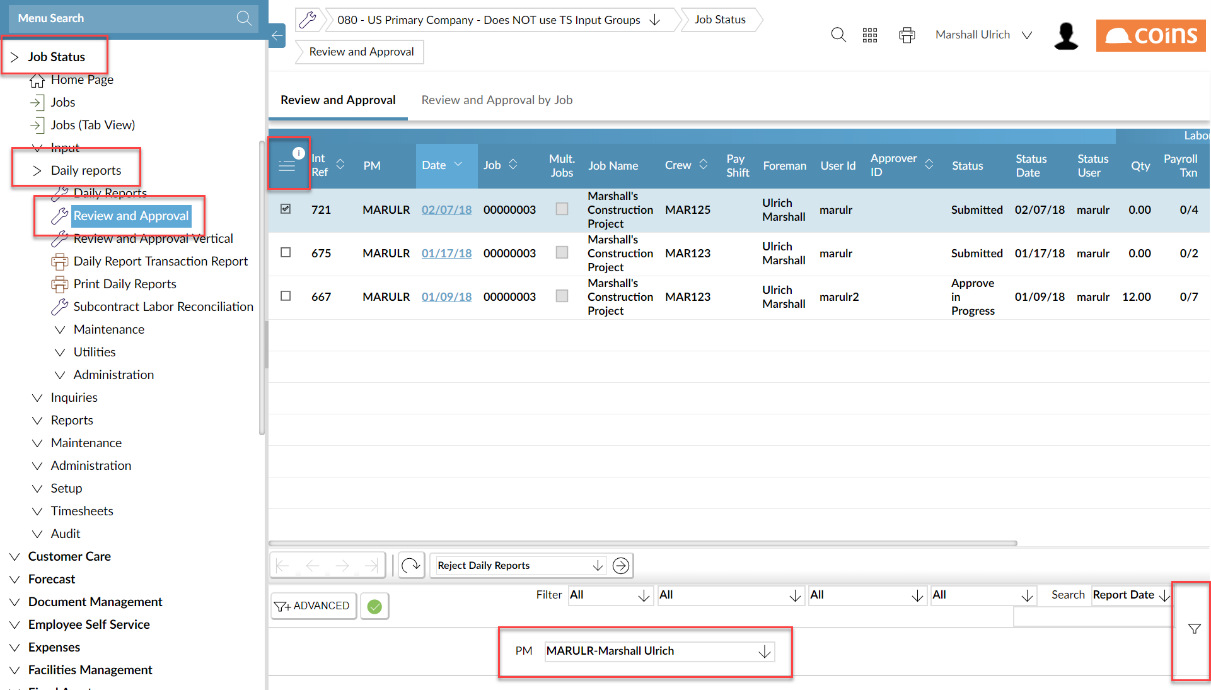 Menu Search
Job Status
Home Page
Jobs
Jobs (Tab View)
Input
Daily reports
Daily Reports
Review and Approval
Review and Approval Vertical
Daily Report Transaction Report
Print Daily Reports
Subcontract Labor Reconciliation
Maintenance
Utilities
Administration
Inquiries
Reports
Maintenance
Administration
Setup
Timesheets
Audit
Customer Care
Forecast
Document Management
Employee Self Service
Expenses
Facilities Management
080 - US Primary Company - Does NOT use TS Input Groups
Job Status
Review and Approval
Marshall Ulrich
coins
Review and Approval
Review and Approval by Job
Int Ref
PM
Date
Job
Mult. Jobs
Job Name
Crew
Pay Shift
Foreman
User Id
Approver ID
Status
Status Date
Status User
Qty
Payroll Txn
721 MARULR 02/07/18 00000003 Marshall's Construction Project MAR125 Ulrich Marshall marulr Submitted 02/07/18 marulr 0.00 0/4
675 MARULR 01/17/18 00000003 Marshall's Construction Project MAR123 Ulrich Marshall marulr Submitted 01/17/18 marulr 0.00 0/2
667 MARULR 01/09/18 00000003 Marshall's Construction Project MAR123 Ulrich Marshall marulr2 Approve in Progress 01/09/18 marulr 12.00 0/7
Reject Daily Reports
ADVANCED
Filter All All All All Search Report Date
PM MARULR-Marshall Ulrich